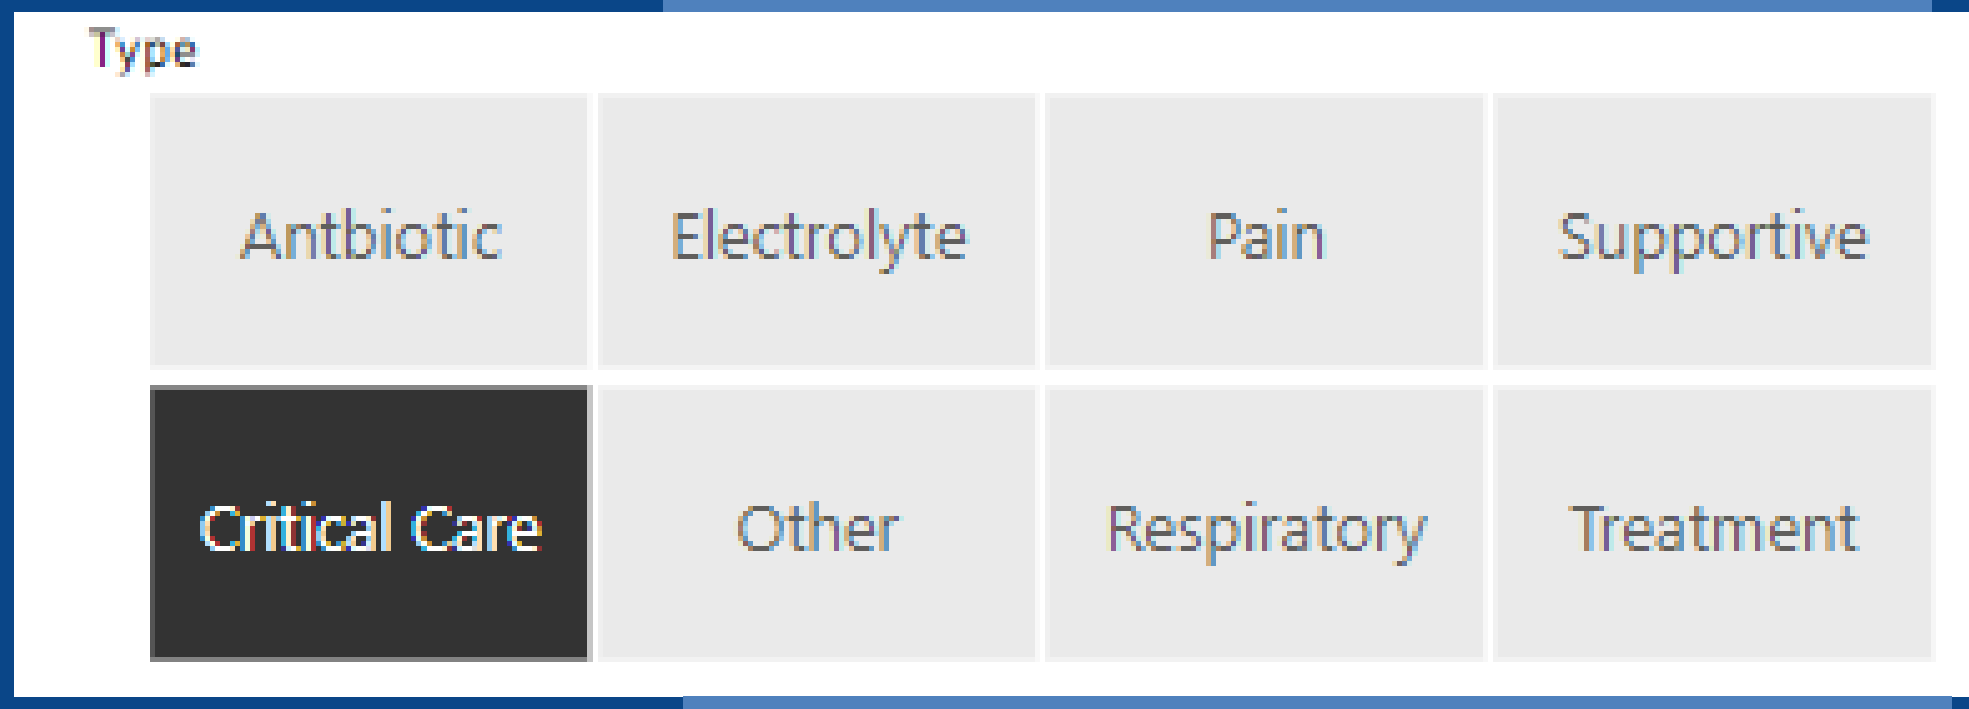 Type
Antbiotic Electrolyte Pain Supportive
Critical Care Other Respiratory Treatment